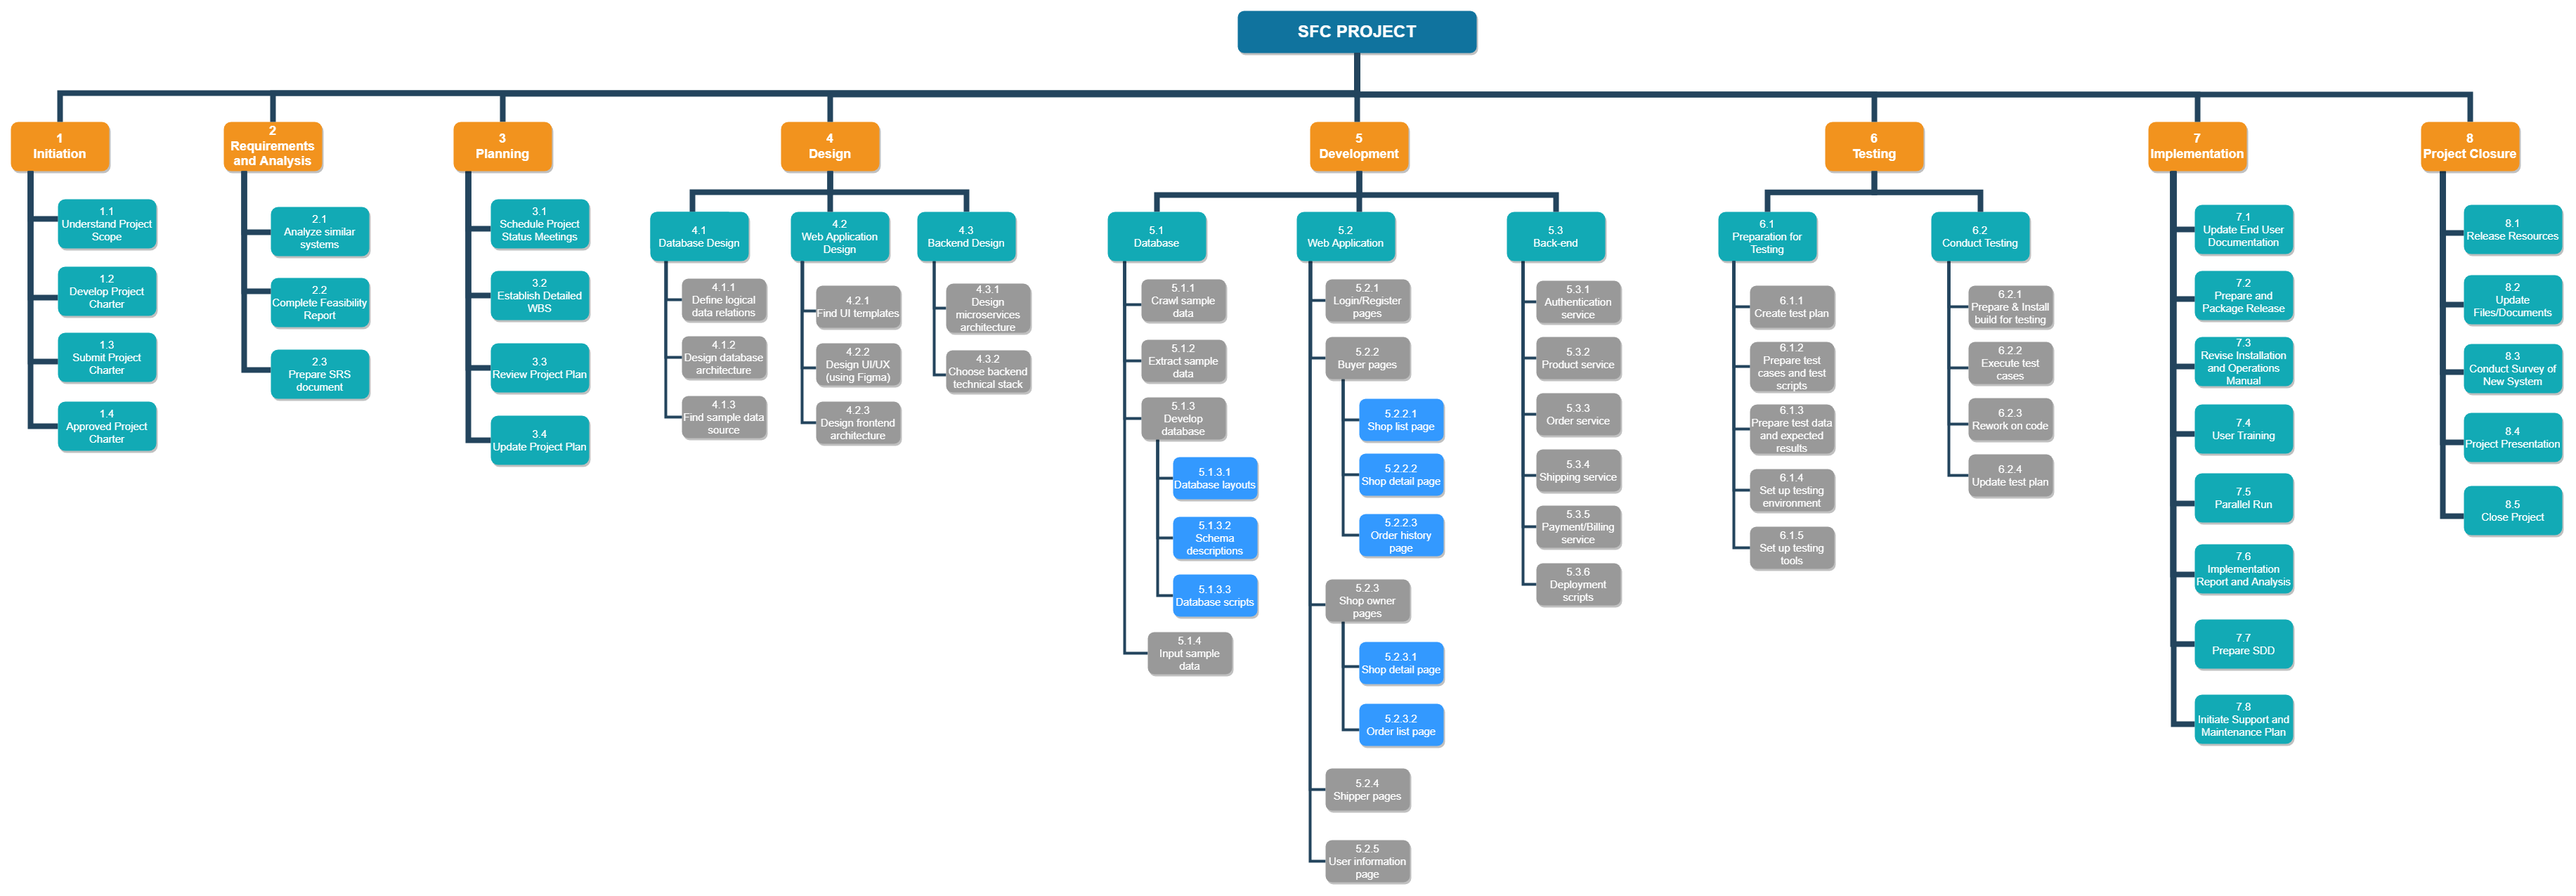 SFC PROJECT
1
Initiation
2
Requirements
and Analysis
3
Planning
4
Design
5
Development
6
Testing
7
Implementation
8
Project Closure
1.1
Understand Project
Scope
1.2
Develop Project
Charter
1.3
Submit Project
Charter
1.4
Approved Project
Charter
2.1
Analyze similar
systems
2.2
Complete Feasibility
Report
2.3
Prepare SRS
document
3.1
Schedule Project
Status Meetings
3.2
Establish Detailed
WBS
3.3
Review Project Plan
3.4
Update Project Plan
4.1
Database Design
4.1.1
Define logical
data relations
4.1.2
Design database
architecture
4.1.3
Find sample data
source
4.2
Web Application
Design
4.2.1
Find UI templates
4.2.2
Design UI/UX
(using Figma)
4.2.3
Design frontend
architecture
4.3
Backend Design
4.3.1
Design
microservices
architecture
4.3.2
Choose backend
technical stack
5.1
Database
5.1.1
Crawl sample
data
5.1.2
Extract sample
data
5.1.3
Develop
database
5.1.3.1
Database layouts
5.1.3.2
Schema
descriptions
5.1.3.3
Database scripts
5.1.4
Input sample
data
5.2
Web Application
5.2.1
Login/Register
pages
5.2.2
Buyer pages
5.2.2.1
Shop list page
5.2.2.2
Shop detail page
5.2.2.3
Order history
page
5.2.3
Shop owner
pages
5.2.3.1
Shop detail page
5.2.3.2
Order list page
5.2.4
Shipper pages
5.2.5
User information
page
5.3
Back-end
5.3.1
Authentication
service
5.3.2
Product service
5.3.3
Order service
5.3.4
Shipping service
5.3.5
Payment/Billing
service
5.3.6
Deployment
scripts
6.1
Preparation for
Testing
6.1.1
Create test plan
6.1.2
Prepare test
cases and test
scripts
6.1.3
Prepare test data
and expected
results
6.1.4
Set up testing
environment
6.1.5
Set up testing
tools
6.2
Conduct Testing
6.2.1
Prepare & Install
build for testing
6.2.2
Execute test
cases
6.2.3
Rework on code
6.2.4
Update test plan
7.1
Update End User
Documentation
7.2
Prepare and
Package Release
7.3
Revise Installation
and Operations
Manual
7.4
User Training
7.5
Parallel Run
7.6
Implementation
Report and Analysis
7.7
Prepare SDD
7.8
Initiate Support and
Maintenance Plan
8.1
Release Resources
8.2
Update
Files/Documents
8.3
Conduct Survey of
New System
8.4
Project Presentation
8.5
Close Project